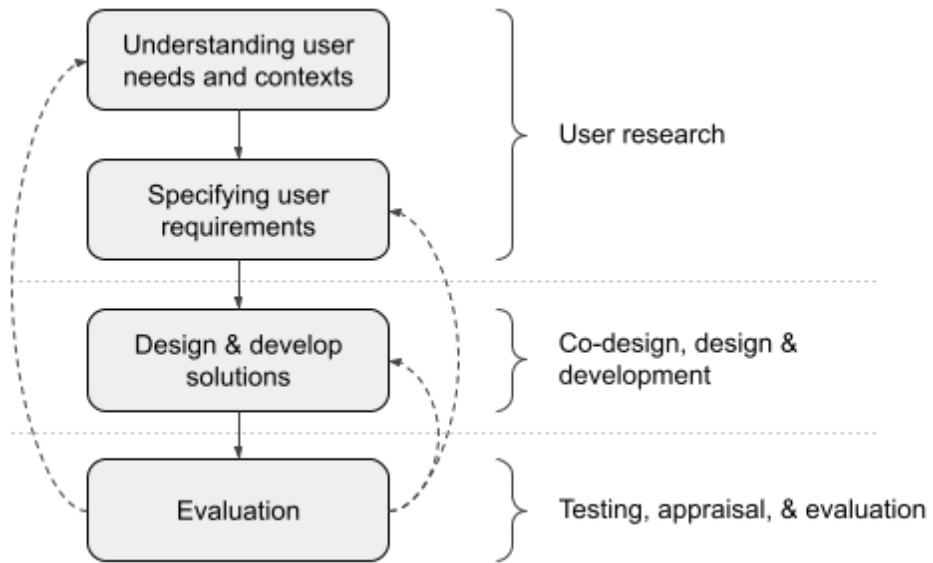 Understanding user
needs and contexts
User research
Specifying user
requirements
Design & develop
solutions
Co-design, design &
development
Evaluation
Testing, appraisal, & evaluation